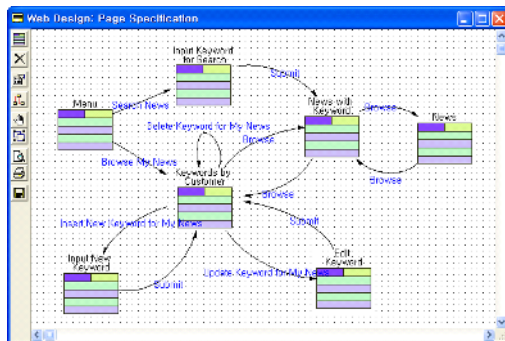 Web Design: Page Specification
Input Keyword
for Search
Submit
Menu
Search News
News with
Keyword
Browse
News
Delete Keyword for My News
Browse
Browse My News
Keywords by
Customer
Browse
Browse
Insert New Keyword for My News
Submit
Input New
Keyword
Submit
Update Keyword for My News
Edit
Keyword